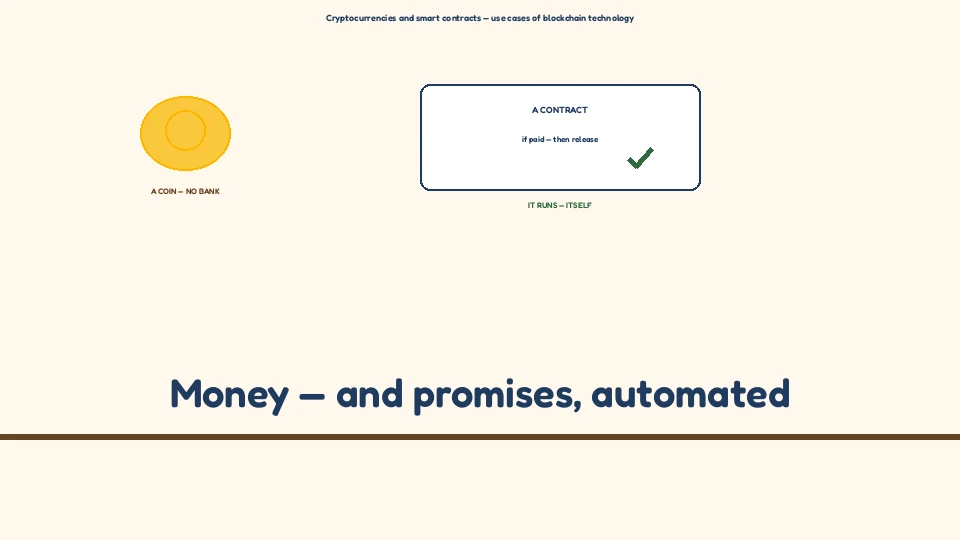 Cryptocurrencies and smart contracts — use cases of blockchain technology
A CONTRACT
if paid — then release
A COIN — NO BANK
IT RUNS — ITSELF
Money — and promises, automated